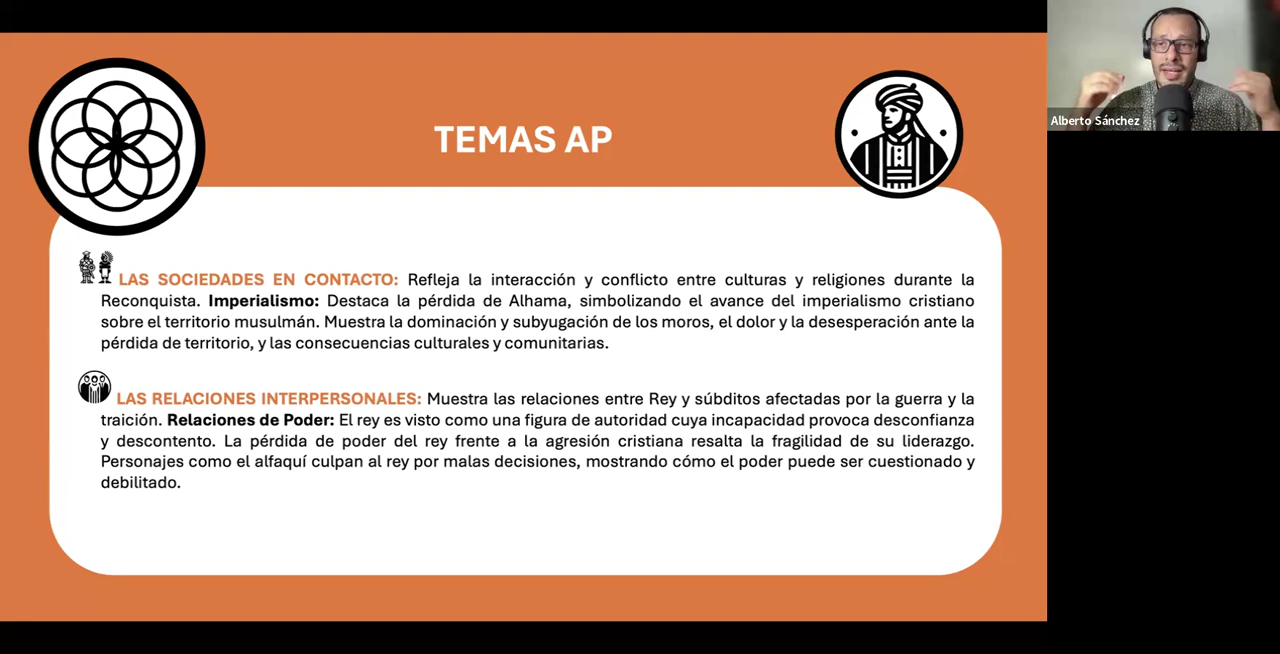 TEMAS AP
Alberto Sánchez
LAS SOCIEDADES EN CONTACTO: Refleja la interacción y conflicto entre culturas y religiones durante la
Reconquista. Imperialismo: Destaca la pérdida de Alhama, simbolizando el avance del imperialismo cristiano
sobre el territorio musulmán. Muestra la dominación y subyugación de los moros, el dolor y la desesperación ante la
pérdida de territorio, y las consecuencias culturales y comunitarias.
LAS RELACIONES INTERPERSONALES: Muestra las relaciones entre Rey y súbditos afectadas por la guerra y la
traición. Relaciones de Poder: El rey es visto como una figura de autoridad cuya incapacidad provoca desconfianza
y descontento. La pérdida de poder del rey frente a la agresión cristiana resalta la fragilidad de su liderazgo.
Personajes como el alfaquí culpan al rey por malas decisiones, mostrando cómo el poder puede ser cuestionado y
debilitado.